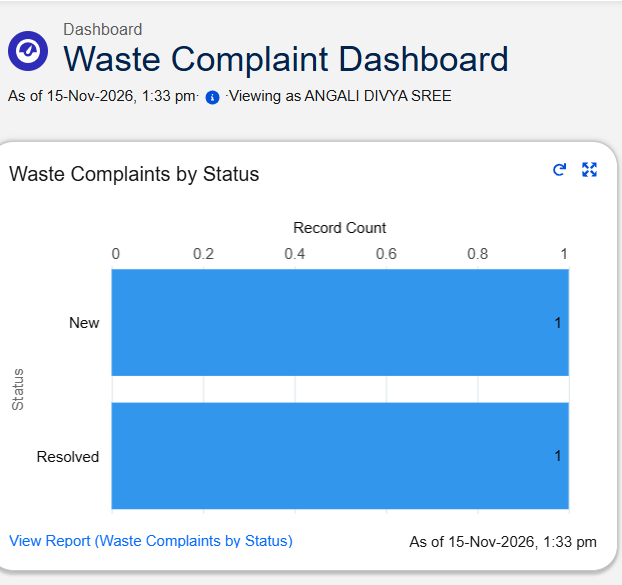 Dashboard
Waste Complaint Dashboard
As of 15-Nov-2026, 1:33 pm· i ·Viewing as ANGALI DIVYA SREE
Waste Complaints by Status
Record Count
0 0.2 0.4 0.6 0.8 1
New 1
Status
Resolved 1
View Report (Waste Complaints by Status) As of 15-Nov-2026, 1:33 pm